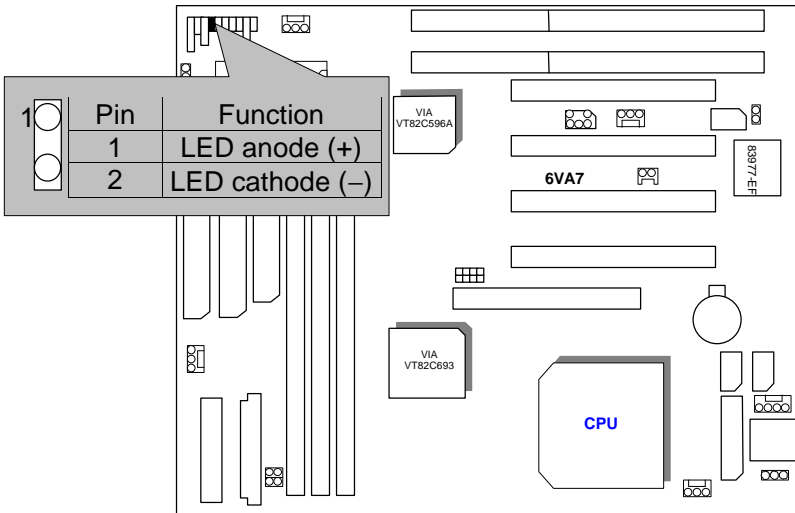 1
Pin Function
1 LED anode (+)
2 LED cathode (−)
VIA
VT82C596A
6VA7
83977-EF
VIA
VT82C693
CPU